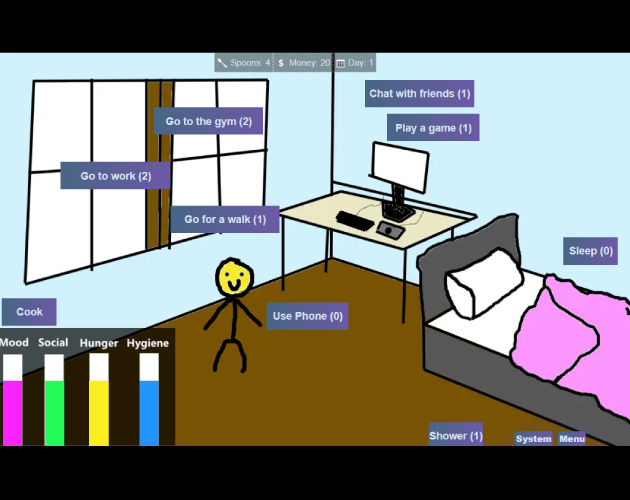 Spoons: 4 $ Money: 20 Day: 1
Chat with friends (1)
Go to the gym (2)
Play a game (1)
Go to work (2)
Go for a walk (1)
Sleep (0)
Cook
Use Phone (0)
Mood Social Hunger Hygiene
Shower (1)
System Menu